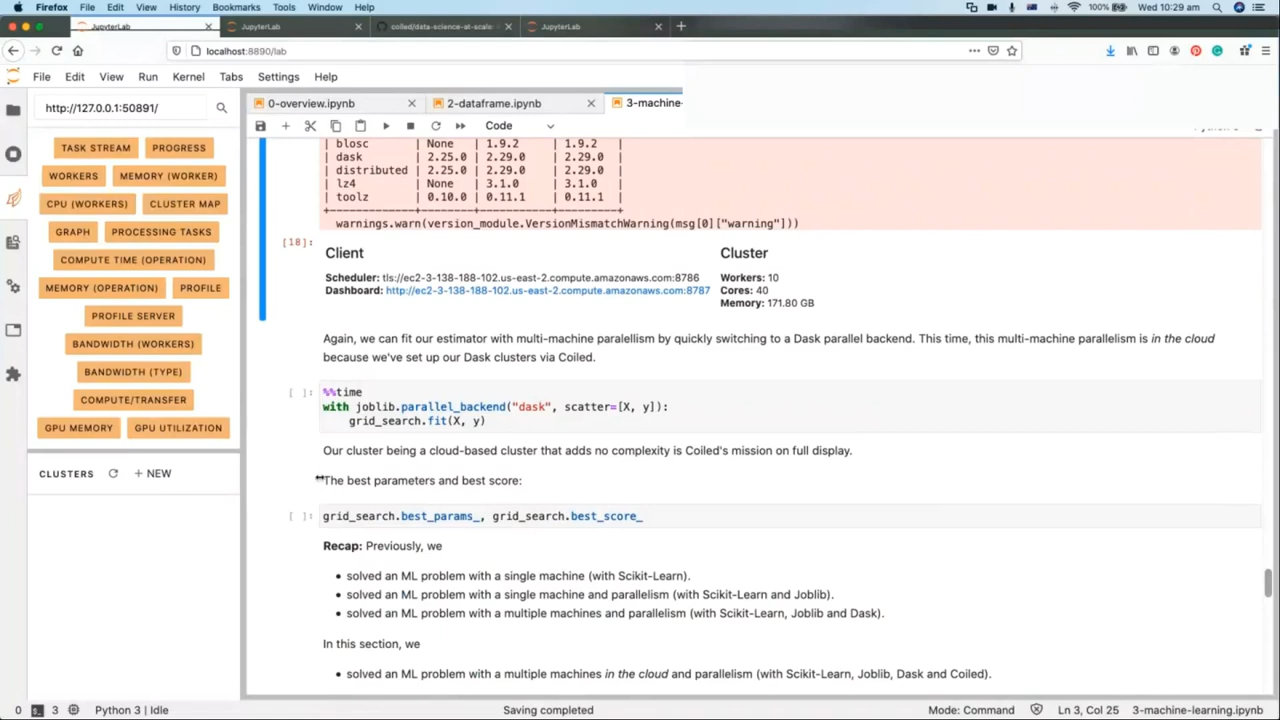 Firefox File Edit View History Bookmarks Tools Window Help 100% Wed 10:29 am
JupyterLab JupyterLab coiled/data-science-at-scale JupyterLab
localhost:8890/lab
File Edit View Run Kernel Tabs Settings Help
http://127.0.0.1:50891/
TASK STREAM PROGRESS
WORKERS MEMORY (WORKER)
CPU (WORKERS) CLUSTER MAP
GRAPH PROCESSING TASKS
COMPUTE TIME (OPERATION)
MEMORY (OPERATION) PROFILE
PROFILE SERVER
BANDWIDTH (WORKERS)
BANDWIDTH (TYPE)
COMPUTE/TRANSFER
GPU MEMORY GPU UTILIZATION
CLUSTERS + NEW
0-overview.ipynb 2-dataframe.ipynb 3-machine-
Code
| blosc | None | 1.9.2 | 1.9.2 |
| dask | 2.25.0 | 2.29.0 | 2.29.0 |
| distributed | 2.25.0 | 2.29.0 | 2.29.0 |
| lz4 | None | 3.1.0 | 3.1.0 |
| toolz | 0.10.0 | 0.11.1 | 0.11.1 |
warnings.warn(version_module.VersionMismatchWarning(msg[0]["warning"]))
[18]: Client Cluster
Scheduler: tls://ec2-3-138-188-102.us-east-2.compute.amazonaws.com:8786 Workers: 10
Dashboard: http://ec2-3-138-188-102.us-east-2.compute.amazonaws.com:8787 Cores: 40
Memory: 171.80 GB
Again, we can fit our estimator with multi-machine paralellism by quickly switching to a Dask parallel backend. This time, this multi-machine parallelism is in the cloud
because we've set up our Dask clusters via Coiled.
[ ]: %%time
with joblib.parallel_backend("dask", scatter=[X, y]):
grid_search.fit(X, y)
Our cluster being a cloud-based cluster that adds no complexity is Coiled's mission on full display.
The best parameters and best score:
[ ]: grid_search.best_params_, grid_search.best_score_
Recap: Previously, we
• solved an ML problem with a single machine (with Scikit-Learn).
• solved an ML problem with a single machine and parallelism (with Scikit-Learn and Joblib).
• solved an ML problem with a multiple machines and parallelism (with Scikit-Learn, Joblib and Dask).
In this section, we
• solved an ML problem with a multiple machines in the cloud and parallelism (with Scikit-Learn, Joblib, Dask and Coiled).
0 3 Python 3 | Idle Saving completed Mode: Command Ln 3, Col 25 3-machine-learning.ipynb